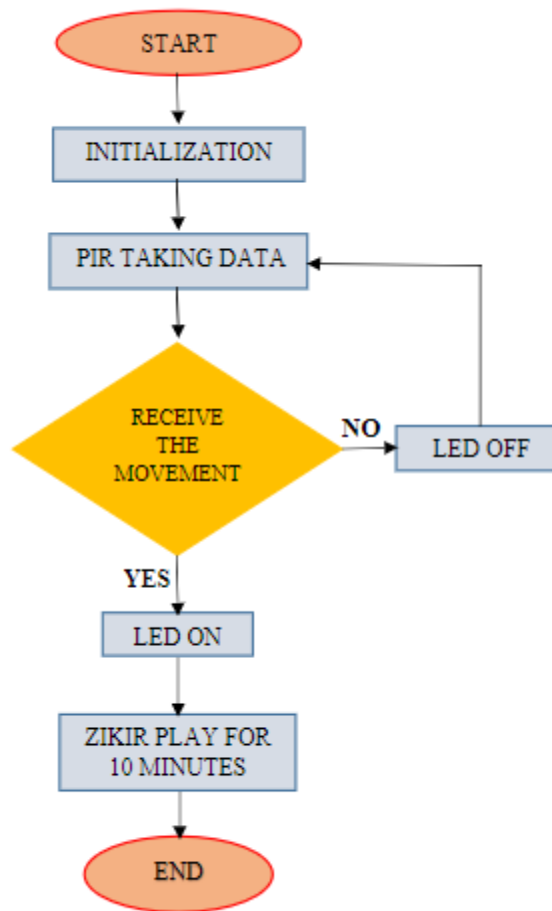 START
INITIALIZATION
PIR TAKING DATA
RECEIVE
THE
MOVEMENT
NO
LED OFF
YES
LED ON
ZIKIR PLAY FOR
10 MINUTES
END